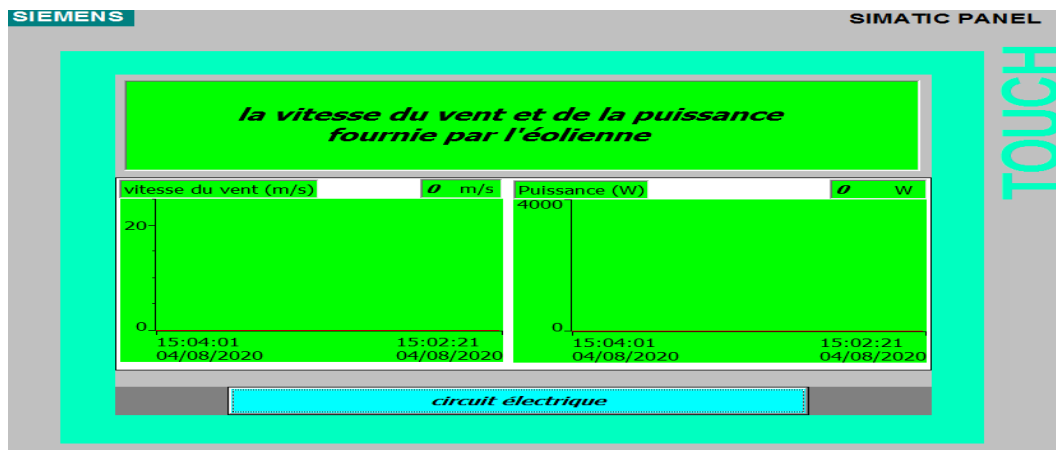 SIEMENS
SIMATIC PANEL
TOUCH
la vitesse du vent et de la puissance
fournie par l'éolienne
vitesse du vent (m/s)
0 m/s
Puissance (W)
0 W
20
0
15:04:01
04/08/2020
15:02:21
04/08/2020
4000
0
15:04:01
04/08/2020
15:02:21
04/08/2020
circuit électrique